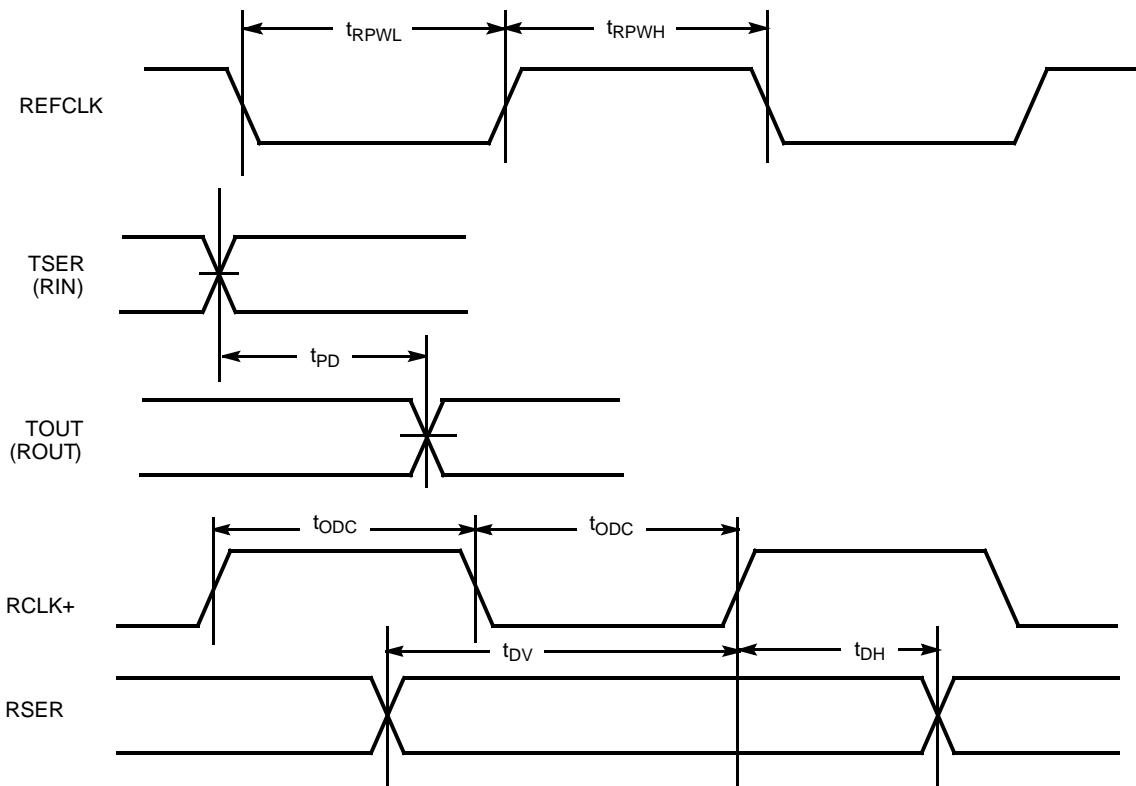 tRPWL
tRPWH
REFCLK
TSER
(RIN)
tPD
TOUT
(ROUT)
tODC
tODC
RCLK+
tDV
tDH
RSER